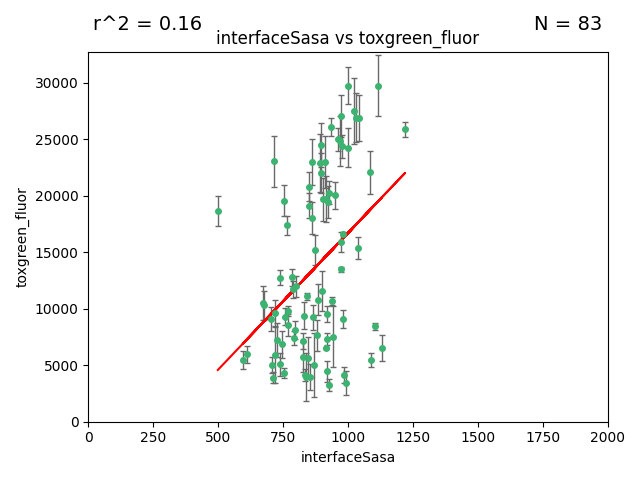 r^2 = 0.16
N = 83
interfaceSasa vs toxgreen_fluor
30000
25000
20000
15000
10000
5000
0
toxgreen_fluor
0 250 500 750 1000 1250 1500 1750 2000
interfaceSasa